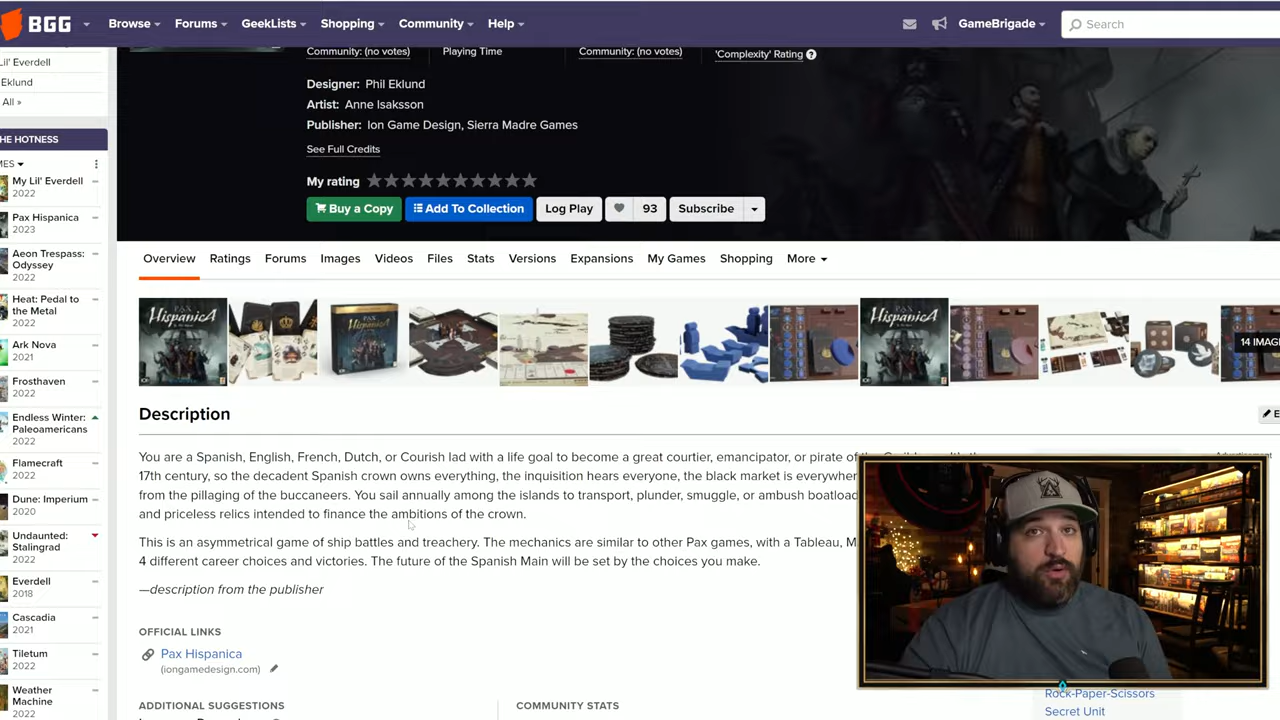 BGG
Browse Forums GeekLists Shopping Community Help
GameBrigade
Search
Lil' Everdell
Eklund
All »
HE HOTNESS
MES
My Lil' Everdell
2022
Pax Hispanica
2023
Aeon Trespass:
Odyssey
2022
Heat: Pedal to
the Metal
2022
Ark Nova
2021
Frosthaven
2022
Endless Winter:
Paleoamericans
2022
Flamecraft
2022
Dune: Imperium
2020
Undaunted:
Stalingrad
2022
Everdell
2018
Cascadia
2021
Tiletum
2022
Weather
Machine
2022
Community: (no votes) Playing Time Community: (no votes) 'Complexity' Rating ?
Designer: Phil Eklund
Artist: Anne Isaksson
Publisher: Ion Game Design, Sierra Madre Games
See Full Credits
My rating
Buy a Copy Add To Collection Log Play 93 Subscribe
Overview Ratings Forums Images Videos Files Stats Versions Expansions My Games Shopping More
PAX
HISPANICA
PAX
HISPANICA
14 IMAG
Description
E
You are a Spanish, English, French, Dutch, or Courish lad with a life goal to become a great courtier, emancipator, or pirate of
17th century, so the decadent Spanish crown owns everything, the inquisition hears everyone, the black market is everywher
from the pillaging of the buccaneers. You sail annually among the islands to transport, plunder, smuggle, or ambush boatload
and priceless relics intended to finance the ambitions of the crown.
This is an asymmetrical game of ship battles and treachery. The mechanics are similar to other Pax games, with a Tableau, M
4 different career choices and victories. The future of the Spanish Main will be set by the choices you make.
—description from the publisher
OFFICIAL LINKS
Pax Hispanica
(iongamedesign.com)
ADDITIONAL SUGGESTIONS
COMMUNITY STATS
Rock-Paper-Scissors
Secret Unit